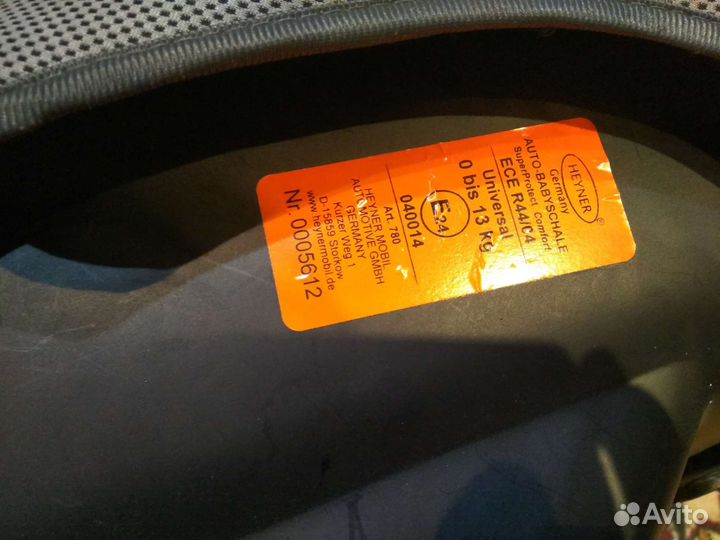 HEYNER
®
Germany
AUTO-BABYSCHALE
SuperProtect Comfort
ECE R44/04
Universal
0 bis 13 kg
E24
040014
Art. 780
HEYNER MOBIL
AUTOMOTIVE GMBH
GERMANY
Kurzer Weg 1
D-15859 Storkow
www.heynermobil.de
Nr. 0005612
Avito